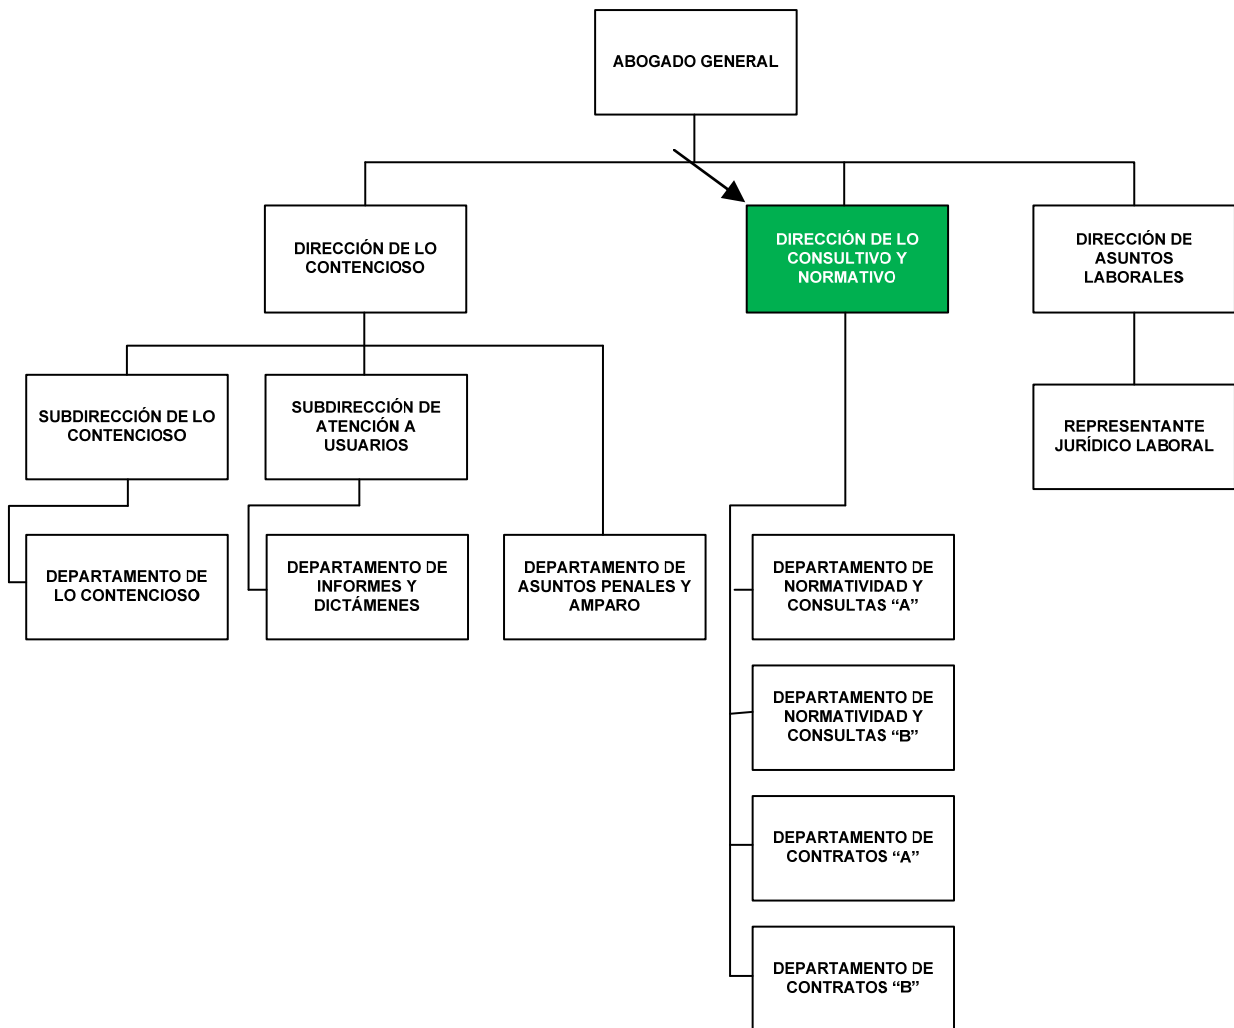 ABOGADO GENERAL
DIRECCIÓN DE LO
CONTENCIOSO
DIRECCIÓN DE LO
CONSULTIVO Y
NORMATIVO
DIRECCIÓN DE
ASUNTOS
LABORALES
SUBDIRECCIÓN DE LO
CONTENCIOSO
SUBDIRECCIÓN DE
ATENCIÓN A
USUARIOS
REPRESENTANTE
JURÍDICO LABORAL
DEPARTAMENTO DE
LO CONTENCIOSO
DEPARTAMENTO DE
INFORMES Y
DICTÁMENES
DEPARTAMENTO DE
ASUNTOS PENALES Y
AMPARO
DEPARTAMENTO DE
NORMATIVIDAD Y
CONSULTAS “A”
DEPARTAMENTO DE
NORMATIVIDAD Y
CONSULTAS “B”
DEPARTAMENTO DE
CONTRATOS “A”
DEPARTAMENTO DE
CONTRATOS “B”